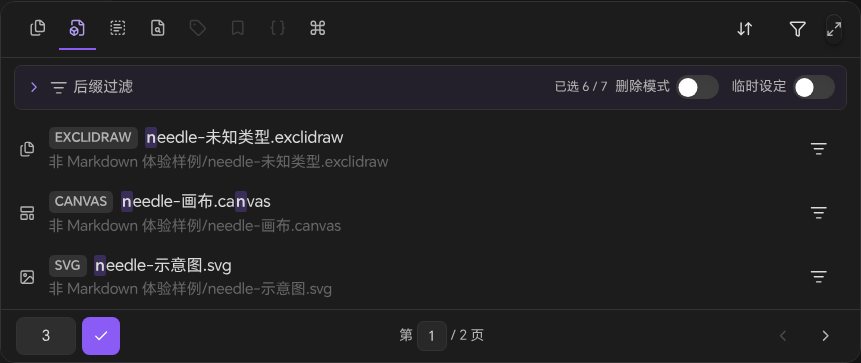 后缀过滤 已选 6 / 7 删除模式 临时设定
EXCLIDRAW needle-未知类型.exclidraw
非 Markdown 体验样例/needle-未知类型.exclidraw
CANVAS needle-画布.canvas
非 Markdown 体验样例/needle-画布.canvas
SVG needle-示意图.svg
非 Markdown 体验样例/needle-示意图.svg
3 第 1 / 2 页